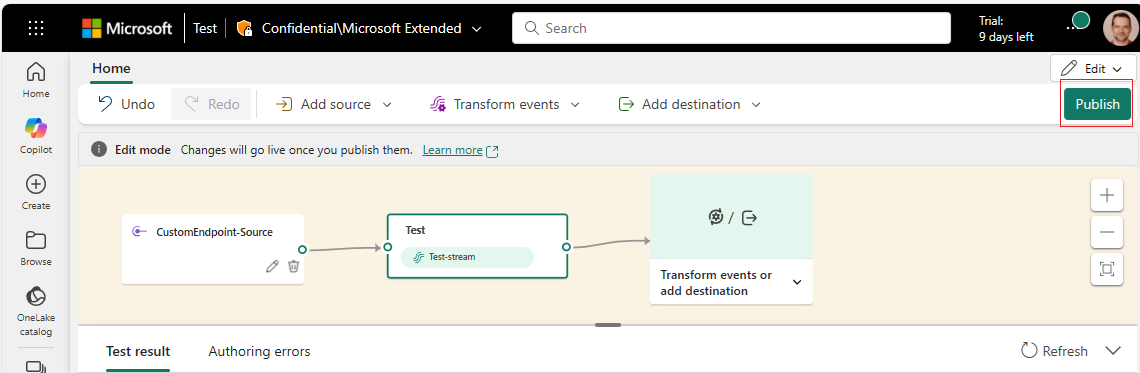 Microsoft Test Confidential\Microsoft Extended Search Trial:
9 days left
Home
Edit
Undo Redo Add source Transform events Add destination Publish
Edit mode Changes will go live once you publish them. Learn more
Home
Copilot
Create
Browse
OneLake
catalog
CustomEndpoint-Source
Test
Test-stream
/
Transform events or
add destination
Test result Authoring errors Refresh